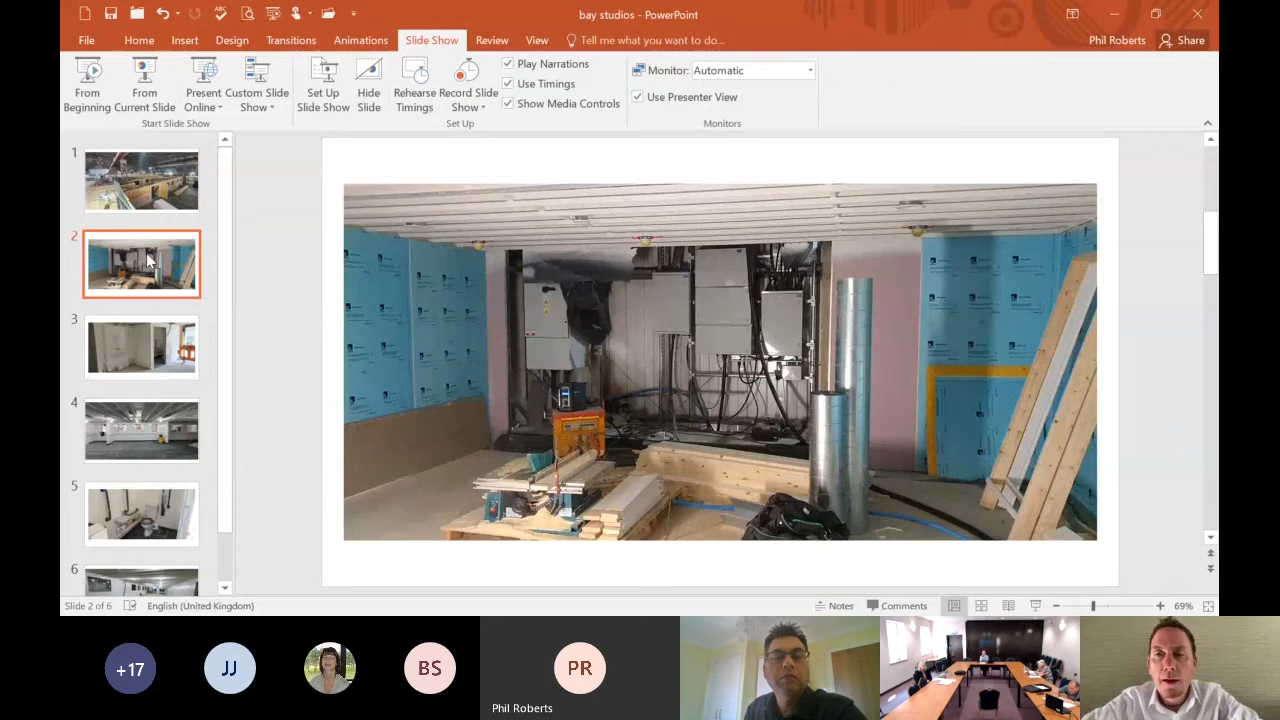 bay studios - PowerPoint
File Home Insert Design Transitions Animations Slide Show Review View Tell me what you want to do... Phil Roberts Share
From Beginning
From Current Slide
Present Online
Custom Slide Show
Start Slide Show
Set Up Slide Show
Hide Slide
Rehearse Timings
Record Slide Show
Play Narrations
Use Timings
Show Media Controls
Set Up
Monitor: Automatic
Use Presenter View
Monitors
1
2
3
4
5
6
Slide 2 of 6 English (United Kingdom) Notes Comments 69%
+17 JJ BS PR
Phil Roberts